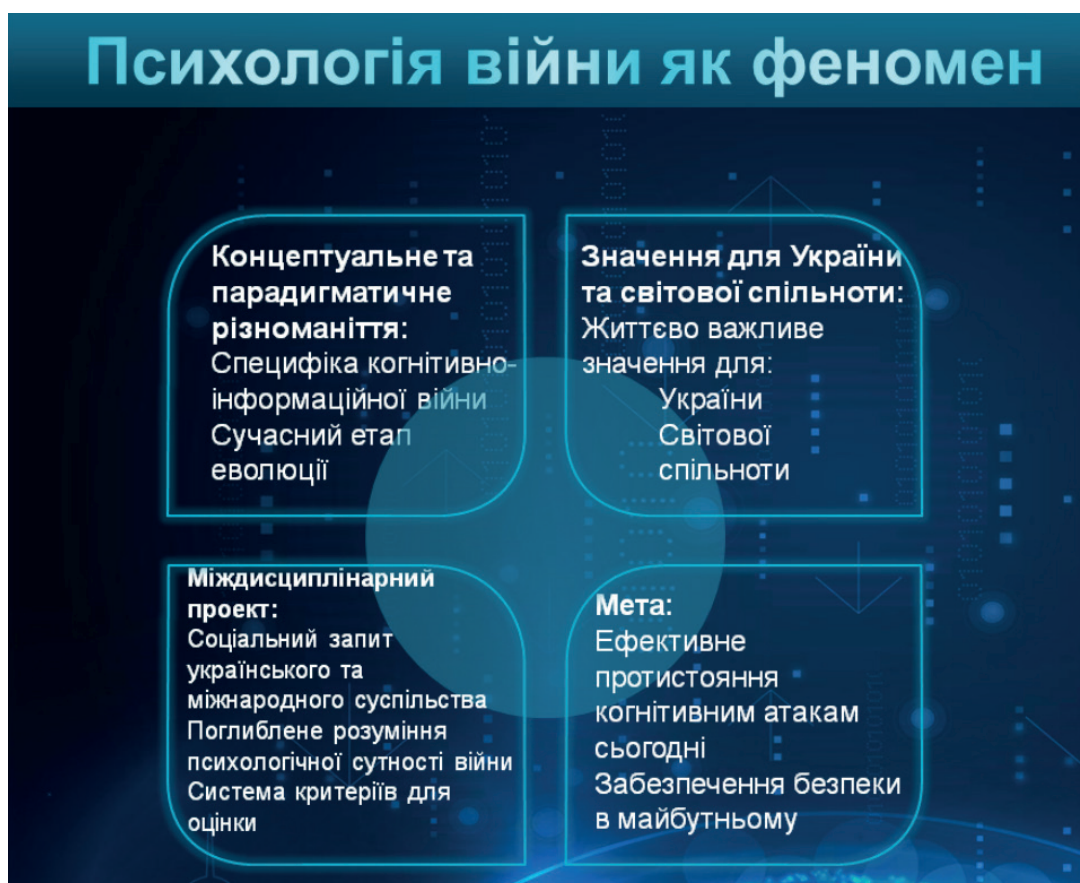 Психологія війни як феномен
Концептуальне та
парадигматичне
різноманіття:
Специфіка когнітивно-
інформаційної війни
Сучасний етап
еволюції
Значення для України
та світової спільноти:
Життєво важливе
значення для:
України
Світової
спільноти
Міждисциплінарний
проект:
Соціальний запит
українського та
міжнародного суспільства
Поглиблене розуміння
психологічної сутності війни
Система критеріїв для
оцінки
Мета:
Ефективне
протистояння
когнітивним атакам
сьогодні
Забезпечення безпеки
в майбутньому